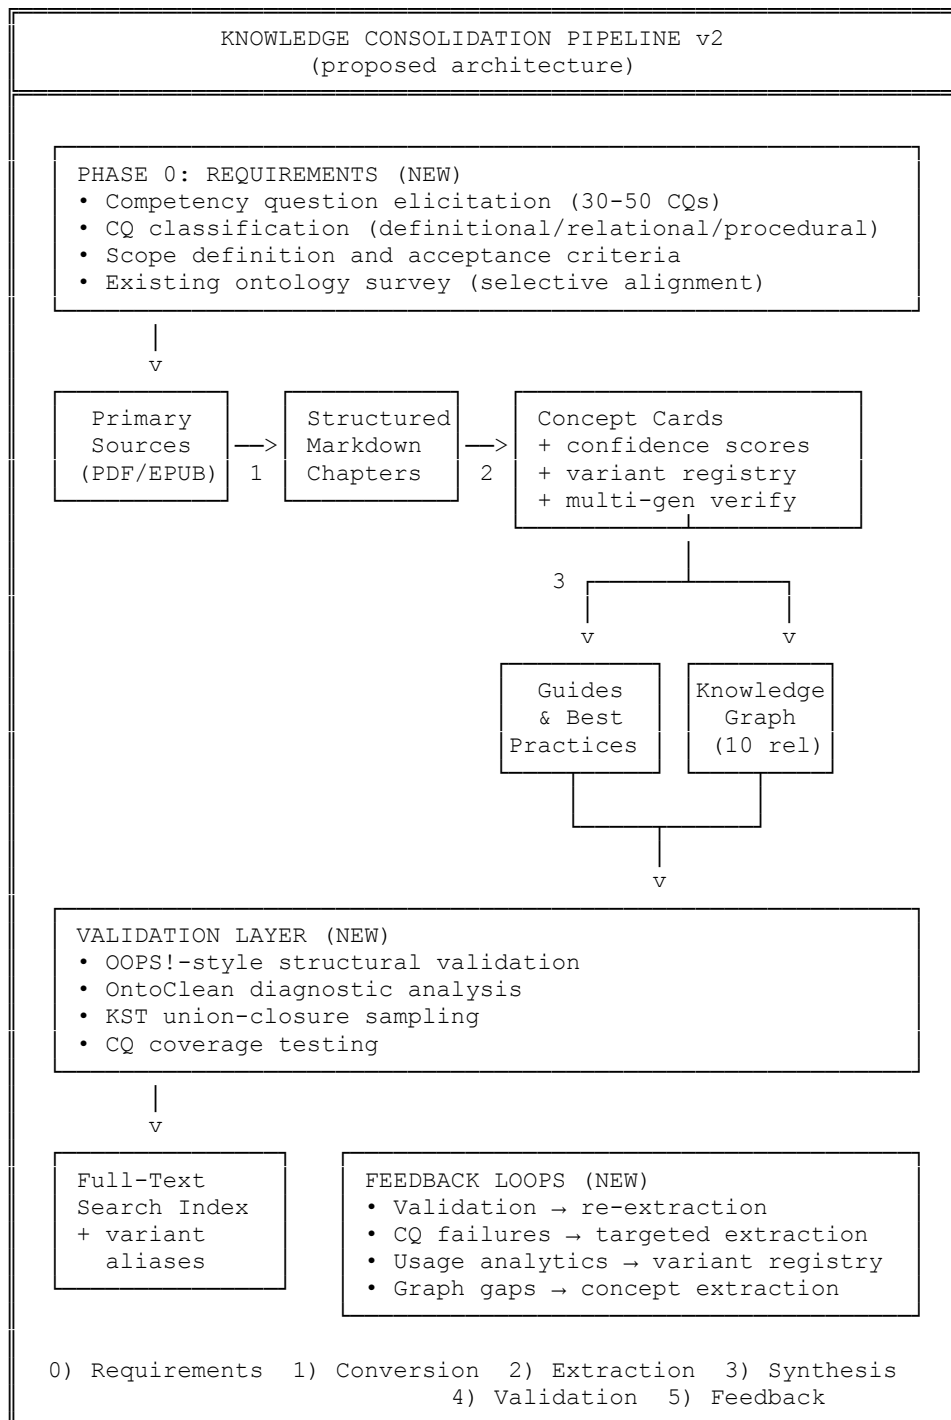 KNOWLEDGE CONSOLIDATION PIPELINE v2
(proposed architecture)
PHASE 0: REQUIREMENTS (NEW)
• Competency question elicitation (30-50 CQs)
• CQ classification (definitional/relational/procedural)
• Scope definition and acceptance criteria
• Existing ontology survey (selective alignment)
v
Primary
Sources
(PDF/EPUB)
1
Structured
Markdown
Chapters
2
Concept Cards
+ confidence scores
+ variant registry
+ multi-gen verify
3
v v
Guides
& Best
Practices
Knowledge
Graph
(10 rel)
v
VALIDATION LAYER (NEW)
• OOPS!-style structural validation
• OntoClean diagnostic analysis
• KST union-closure sampling
• CQ coverage testing
v
Full-Text
Search Index
+ variant
aliases
FEEDBACK LOOPS (NEW)
• Validation → re-extraction
• CQ failures → targeted extraction
• Usage analytics → variant registry
• Graph gaps → concept extraction
0) Requirements 1) Conversion 2) Extraction 3) Synthesis
4) Validation 5) Feedback